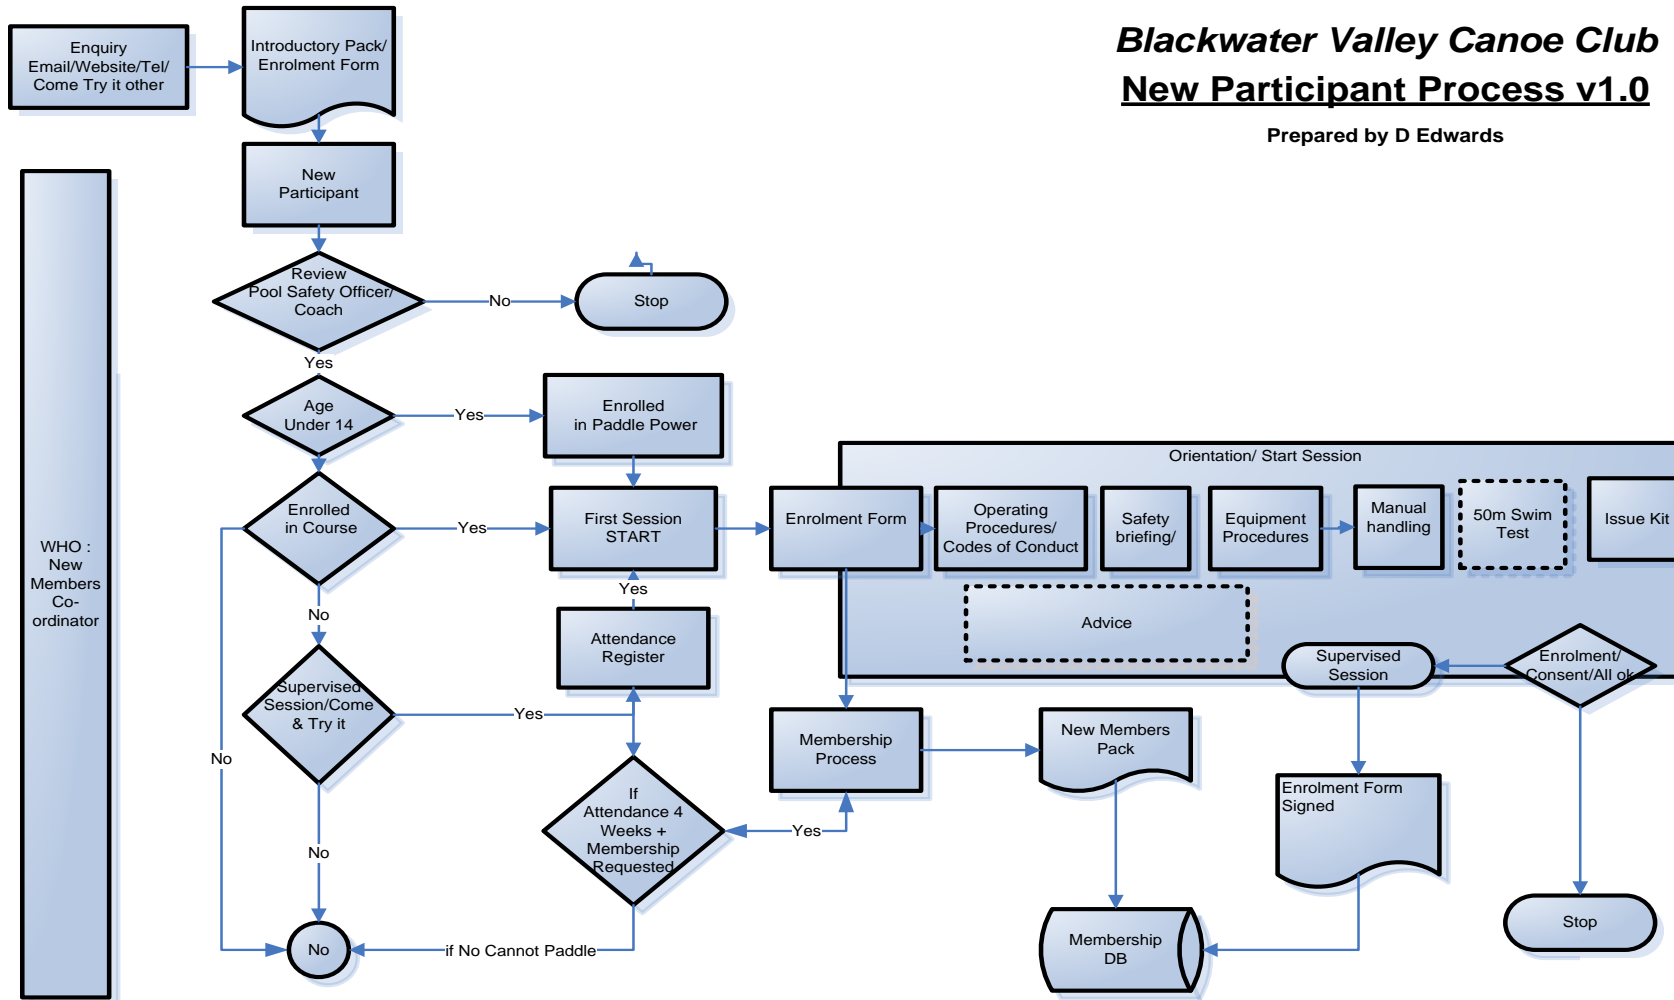 Blackwater Valley Canoe Club
New Participant Process v1.0
Prepared by D Edwards
Enquiry
Email/Website/Tel/
Come Try it other
Introductory Pack/
Enrolment Form
New
Participant
Review
Pool Safety Officer/
Coach
No
Stop
Yes
Age
Under 14
Yes
Enrolled
in Paddle Power
Enrolled
in Course
Yes
First Session
START
Enrolment Form
Orientation/ Start Session
Operating
Procedures/
Codes of Conduct
Safety
briefing/
Equipment
Procedures
Manual
handling
50m Swim
Test
Issue Kit
WHO :
New
Members
Co-
ordinator
Yes
No
Attendance
Register
Advice
Supervised
Session
Enrolment/
Consent/All ok
Supervised
Session/Come
& Try it
Yes
No
Membership
Process
New Members
Pack
If
Attendance 4
Weeks +
Membership
Requested
Yes
Enrolment Form
Signed
No
No
if No Cannot Paddle
Membership
DB
Stop